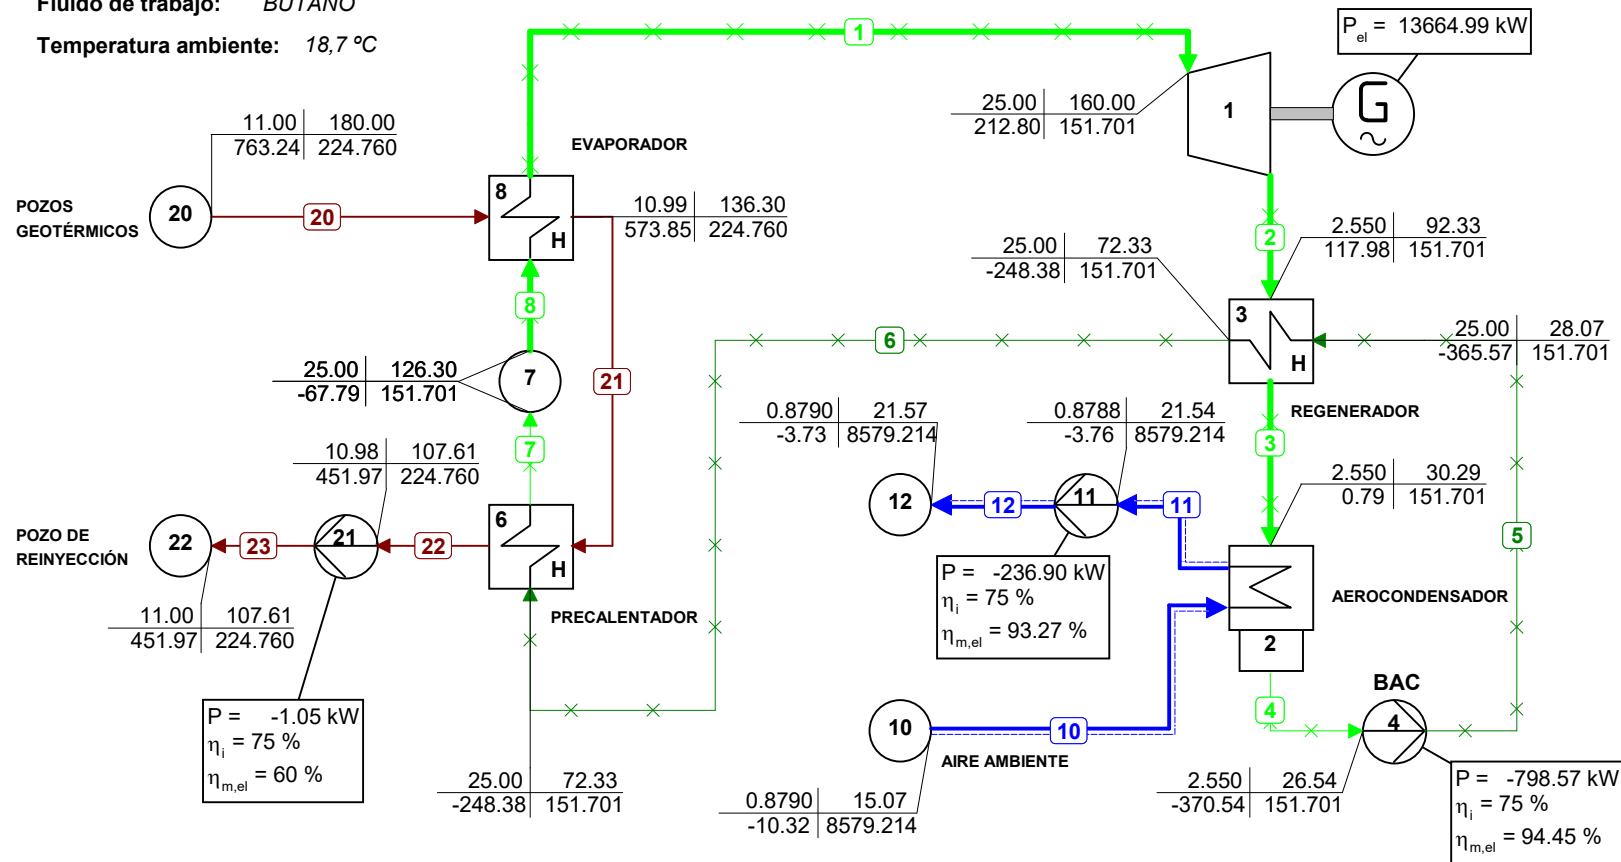 Fluido de trabajo: BUTANO
Temperatura ambiente: 18,7 ºC
P_el = 13664.99 kW
1
G
25.00 160.00
212.80 151.701
1
11.00 180.00
763.24 224.760
EVAPORADOR
8
H
POZOS
GEOTÉRMICOS
20
20
10.99 136.30
573.85 224.760
2
2.550 92.33
117.98 151.701
25.00 72.33
-248.38 151.701
8
3
H
6
25.00 28.07
-365.57 151.701
25.00 126.30
-67.79 151.701
7
21
REGENERADOR
0.8790 21.57
-3.73 8579.214
0.8788 21.54
-3.76 8579.214
3
7
10.98 107.61
451.97 224.760
2.550 30.29
0.79 151.701
12
12
11
11
5
POZO DE
REINYECCIÓN
22
23
21
22
6
H
P = -236.90 kW
η_i = 75 %
η_m,el = 93.27 %
AEROCONDENSADOR
2
11.00 107.61
451.97 224.760
PRECALENTADOR
BAC
P = -1.05 kW
η_i = 75 %
η_m,el = 60 %
10
10
4
4
AIRE AMBIENTE
25.00 72.33
-248.38 151.701
0.8790 15.07
-10.32 8579.214
2.550 26.54
-370.54 151.701
P = -798.57 kW
η_i = 75 %
η_m,el = 94.45 %